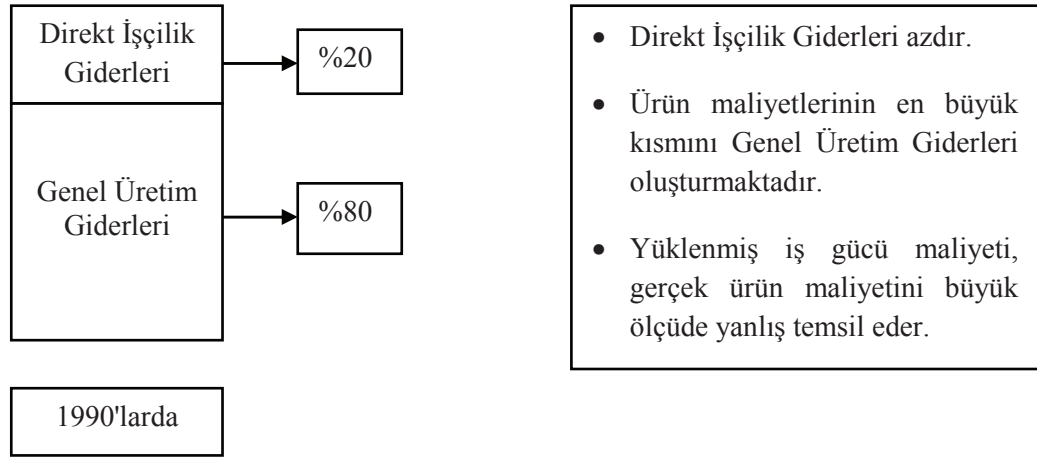 Direkt İşçilik
Giderleri
%20
Genel Üretim
Giderleri
%80
1990'larda
• Direkt İşçilik Giderleri azdır.
• Ürün maliyetlerinin en büyük
kısmını Genel Üretim Giderleri
oluşturmaktadır.
• Yüklenmiş iş gücü maliyeti,
gerçek ürün maliyetini büyük
ölçüde yanlış temsil eder.